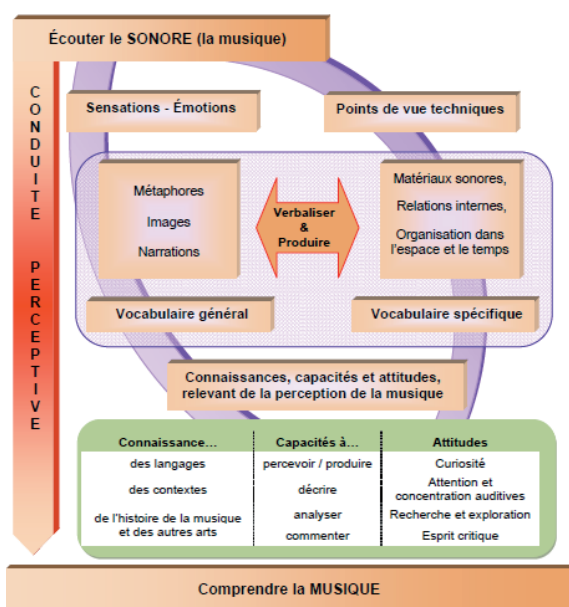 Écouter le SONORE (la musique)
CONDUITE PERCEPTIVE
Sensations - Émotions
Points de vue techniques
Métaphores
Images
Narrations
Verbaliser
&
Produire
Matériaux sonores,
Relations internes,
Organisation dans
l'espace et le temps
Vocabulaire général
Vocabulaire spécifique
Connaissances, capacités et attitudes,
relevant de la perception de la musique
Connaissance… Capacités à… Attitudes
des langages percevoir / produire Curiosité
des contextes décrire Attention et
concentration auditives
de l'histoire de la musique analyser Recherche et exploration
et des autres arts commenter Esprit critique
Comprendre la MUSIQUE